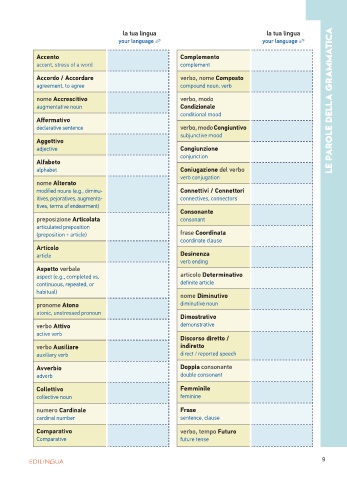 la tua lingua
your language
Accento
accent, stress of a word
Accordo / Accordare
agreement, to agree
nome Accrescitivo
augmentative noun
Affermativo
declarative sentence
Aggettivo
adjective
Alfabeto
alphabet
nome Alterato
modified nouns (e.g., diminu-
itives, pejoratives, augmenta-
tives, terms of endearment)
preposizione Articolata
articulated preposition
(preposition + article)
Articolo
article
Aspetto verbale
aspect (e.g., completed vs.
continuous, repeated, or
habitual)
pronome Atono
atonic, unstressed pronoun
verbo Attivo
active verb
verbo Ausiliare
auxiliary verb
Avverbio
adverb
Collettivo
collective noun
numero Cardinale
cardinal number
Comparativo
Comparative
la tua lingua
your language
Complemento
complement
verbo, nome Composto
compound noun, verb
verbo, modo
Condizionale
conditional mood
verbo, modo Congiuntivo
subjunctive mood
Congiunzione
conjunction
Coniugazione del verbo
verb conjugation
Connettivi / Connettori
connectives, connectors
Consonante
consonant
frase Coordinata
coordinate clause
Desinenza
verb ending
articolo Determinativo
definite article
nome Diminutivo
diminutive noun
Dimostrativo
demonstrative
Discorso diretto /
indiretto
direct / reported speech
Doppia consonante
double consonant
Femminile
feminine
Frase
sentence, clause
verbo, tempo Futuro
future tense
LE PAROLE DELLA GRAMMATICA
EDILINGUA
9